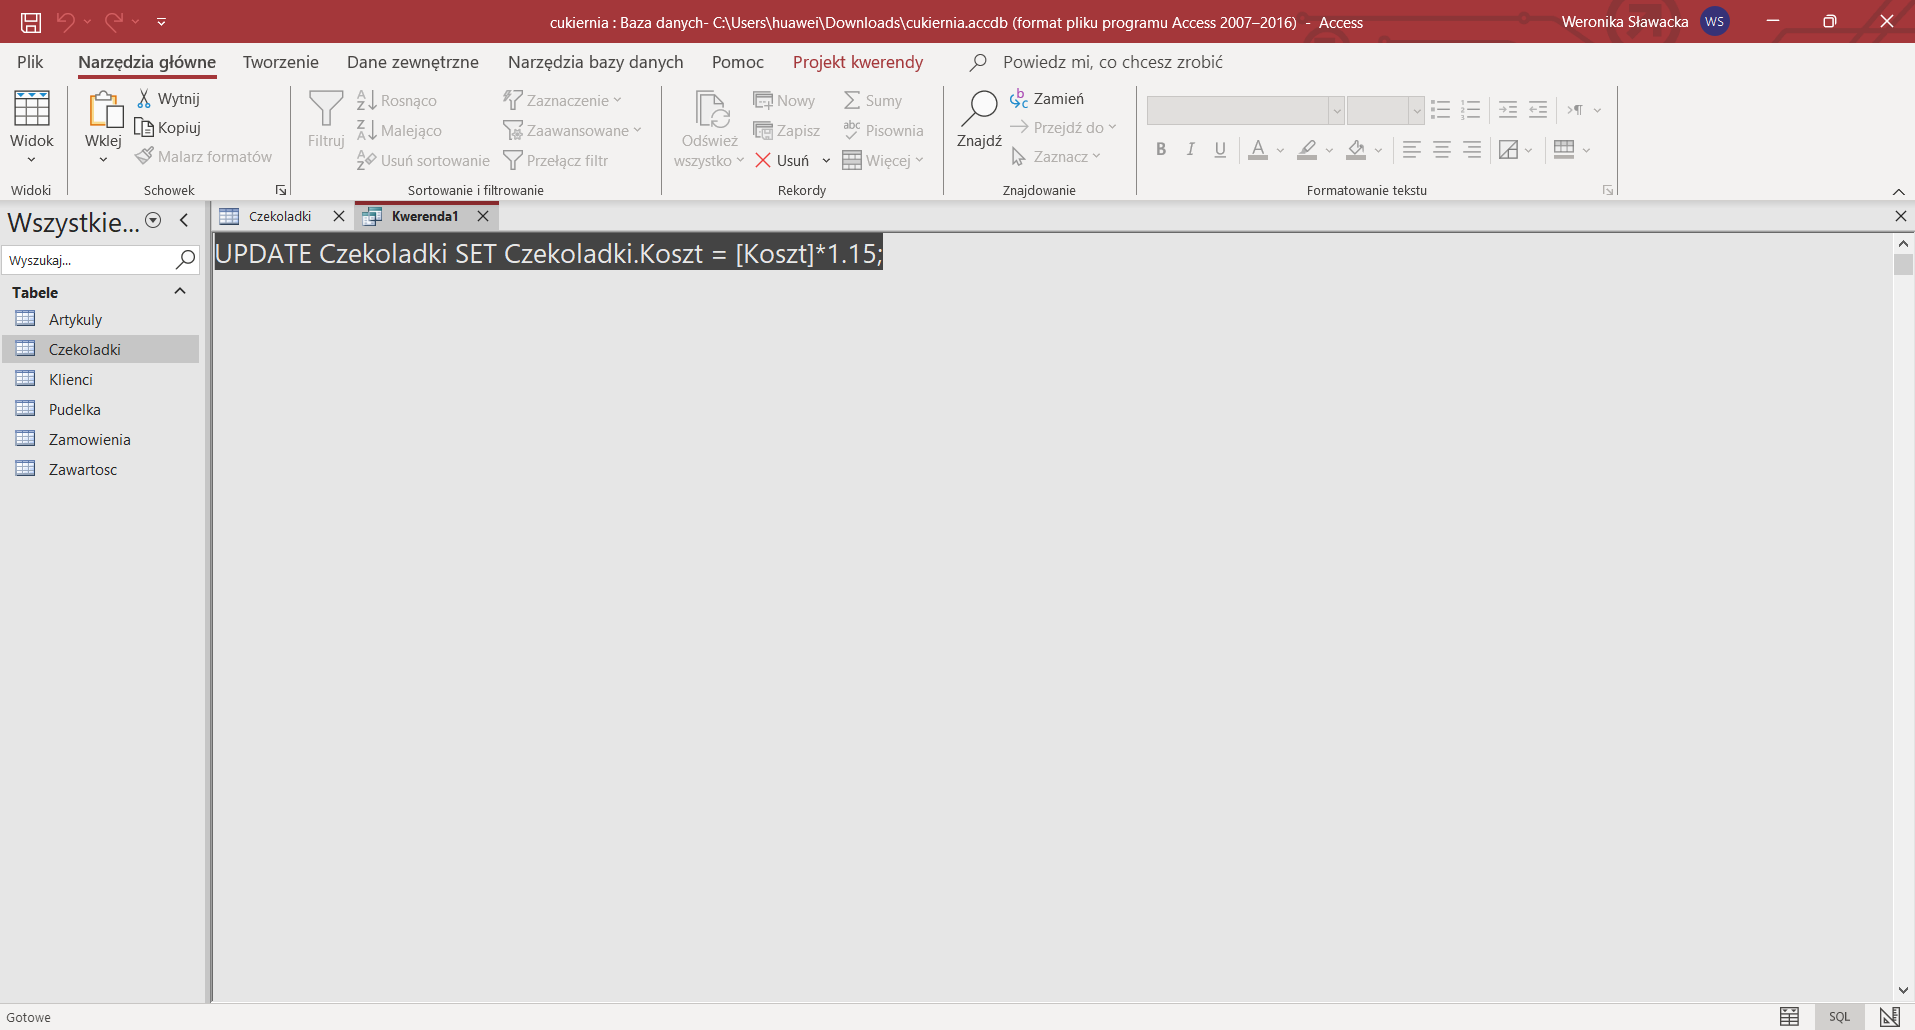 cukiernia : Baza danych- C:\Users\huawei\Downloads\cukiernia.accdb (format pliku programu Access 2007–2016) - Access
Weronika Sławacka WS
Plik Narzędzia główne Tworzenie Dane zewnętrzne Narzędzia bazy danych Pomoc Projekt kwerendy Powiedz mi, co chcesz zrobić
Widok
Widoki
Wklej
Wytnij
Kopiuj
Malarz formatów
Schowek
Filtruj
Rosnąco
Malejąco
Usuń sortowanie
Zaznaczenie
Zaawansowane
Przełącz filtr
Sortowanie i filtrowanie
Odśwież
wszystko
Nowy
Zapisz
Usuń
Sumy
Pisownia
Więcej
Rekordy
Znajdź
Zamień
Przejdź do
Zaznacz
Znajdowanie
B I U A
Formatowanie tekstu
Wszystkie...
Wyszukaj...
Tabele
Artykuly
Czekoladki
Klienci
Pudelka
Zamowienia
Zawartosc
Czekoladki
Kwerenda1
UPDATE Czekoladki SET Czekoladki.Koszt = [Koszt]*1.15;
Gotowe
SQL